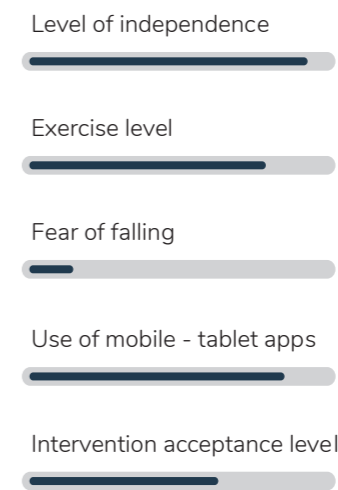 Level of independence
Exercise level
Fear of falling
Use of mobile - tablet apps
Intervention acceptance level